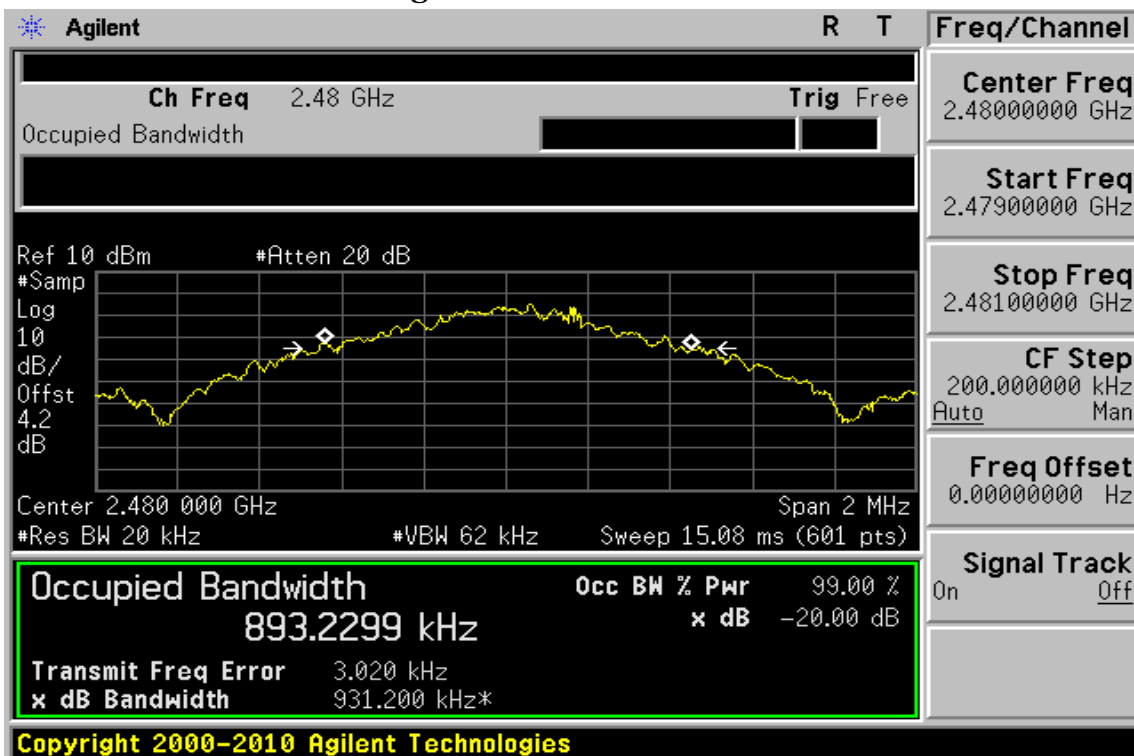 Agilent R T
Ch Freq 2.48 GHz Trig Free
Occupied Bandwidth
Ref 10 dBm #Atten 20 dB
#Samp
Log
10
dB/
Offst
4.2
dB
Center 2.480 000 GHz Span 2 MHz
#Res BW 20 kHz #VBW 62 kHz Sweep 15.08 ms (601 pts)
Occupied Bandwidth Occ BW % Pwr 99.00 %
893.2299 kHz x dB -20.00 dB
Transmit Freq Error 3.020 kHz
x dB Bandwidth 931.200 kHz*
Copyright 2000-2010 Agilent Technologies
Freq/Channel
Center Freq
2.48000000 GHz
Start Freq
2.47900000 GHz
Stop Freq
2.48100000 GHz
CF Step
200.000000 kHz
Auto Man
Freq Offset
0.00000000 Hz
Signal Track
On Off